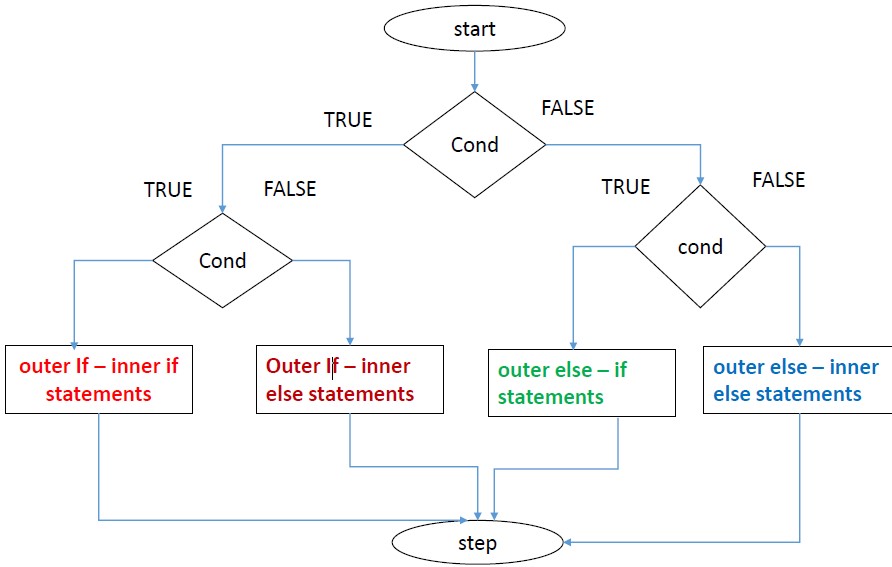 start
TRUE
Cond
FALSE
TRUE
FALSE
TRUE
FALSE
Cond
cond
outer If – inner if
statements
Outer If – inner
else statements
outer else – if
statements
outer else – inner
else statements
step